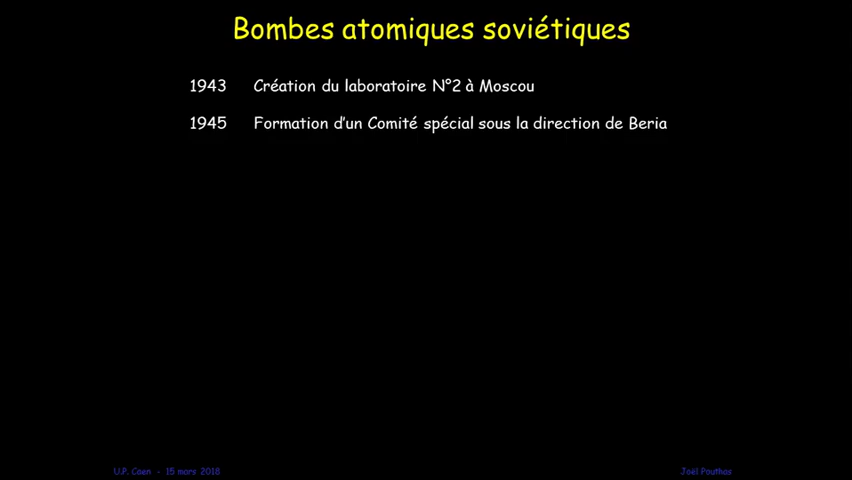 Bombes atomiques soviétiques
1943 Création du laboratoire N°2 à Moscou
1945 Formation d'un Comité spécial sous la direction de Beria
U.P. Caen - 15 mars 2018 Joël Pouthas